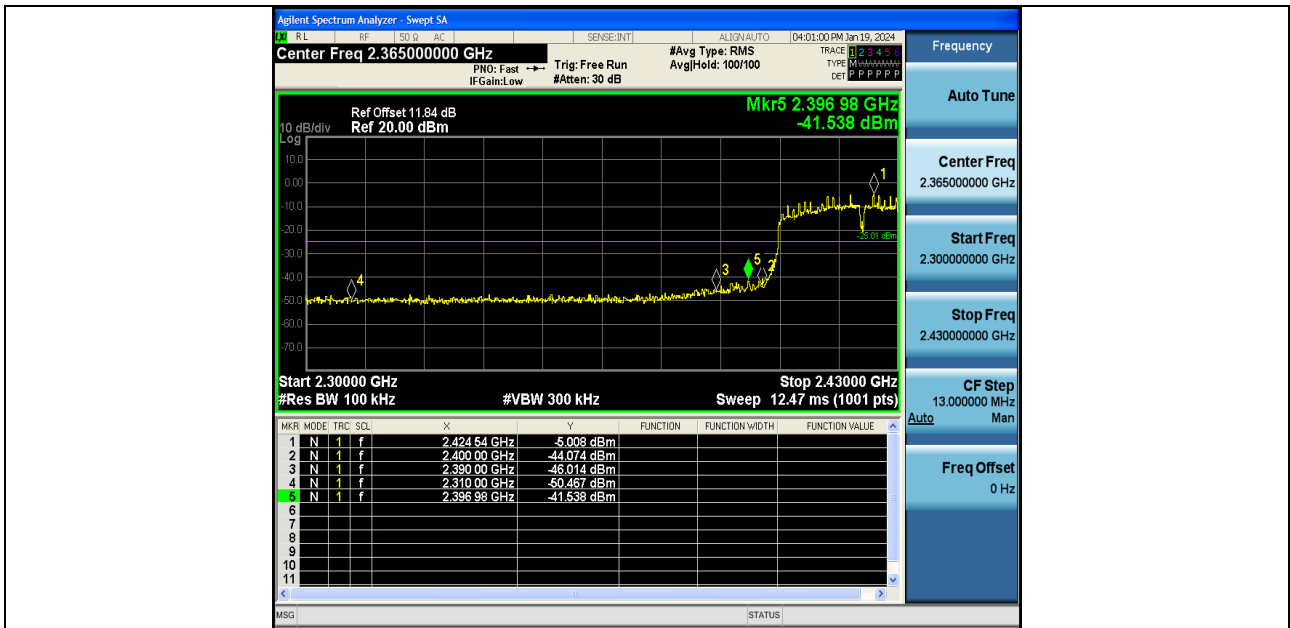 Agilent Spectrum Analyzer - Swept SA
LXI RL RF 50 Ω AC SENSE:INT ALIGN AUTO 04:01:00 PM Jan 19, 2024
Center Freq 2.365000000 GHz
PNO: Fast
IFGain:Low
Trig: Free Run
#Atten: 30 dB
#Avg Type: RMS
Avg|Hold: 100/100
TRACE 1 2 3 4 5 6
TYPE M
DET P P P P P P
Mkr5 2.396 98 GHz
-41.538 dBm
Ref Offset 11.84 dB
10 dB/div Ref 20.00 dBm
Log
10.0
0.00
-10.0
-20.0
-30.0
-40.0
-50.0
-60.0
-70.0
1
-25.01 dBm
5
2
3
4
Start 2.30000 GHz Stop 2.43000 GHz
#Res BW 100 kHz #VBW 300 kHz Sweep 12.47 ms (1001 pts)
MKR MODE TRC SCL X Y FUNCTION FUNCTION WIDTH FUNCTION VALUE
1 N 1 f 2.424 54 GHz -5.008 dBm
2 N 1 f 2.400 00 GHz -44.074 dBm
3 N 1 f 2.390 00 GHz -46.014 dBm
4 N 1 f 2.310 00 GHz -50.467 dBm
5 N 1 f 2.396 98 GHz -41.538 dBm
6
7
8
9
10
11
MSG STATUS
Frequency
Auto Tune
Center Freq
2.365000000 GHz
Start Freq
2.300000000 GHz
Stop Freq
2.430000000 GHz
CF Step
13.000000 MHz
Auto Man
Freq Offset
0 Hz